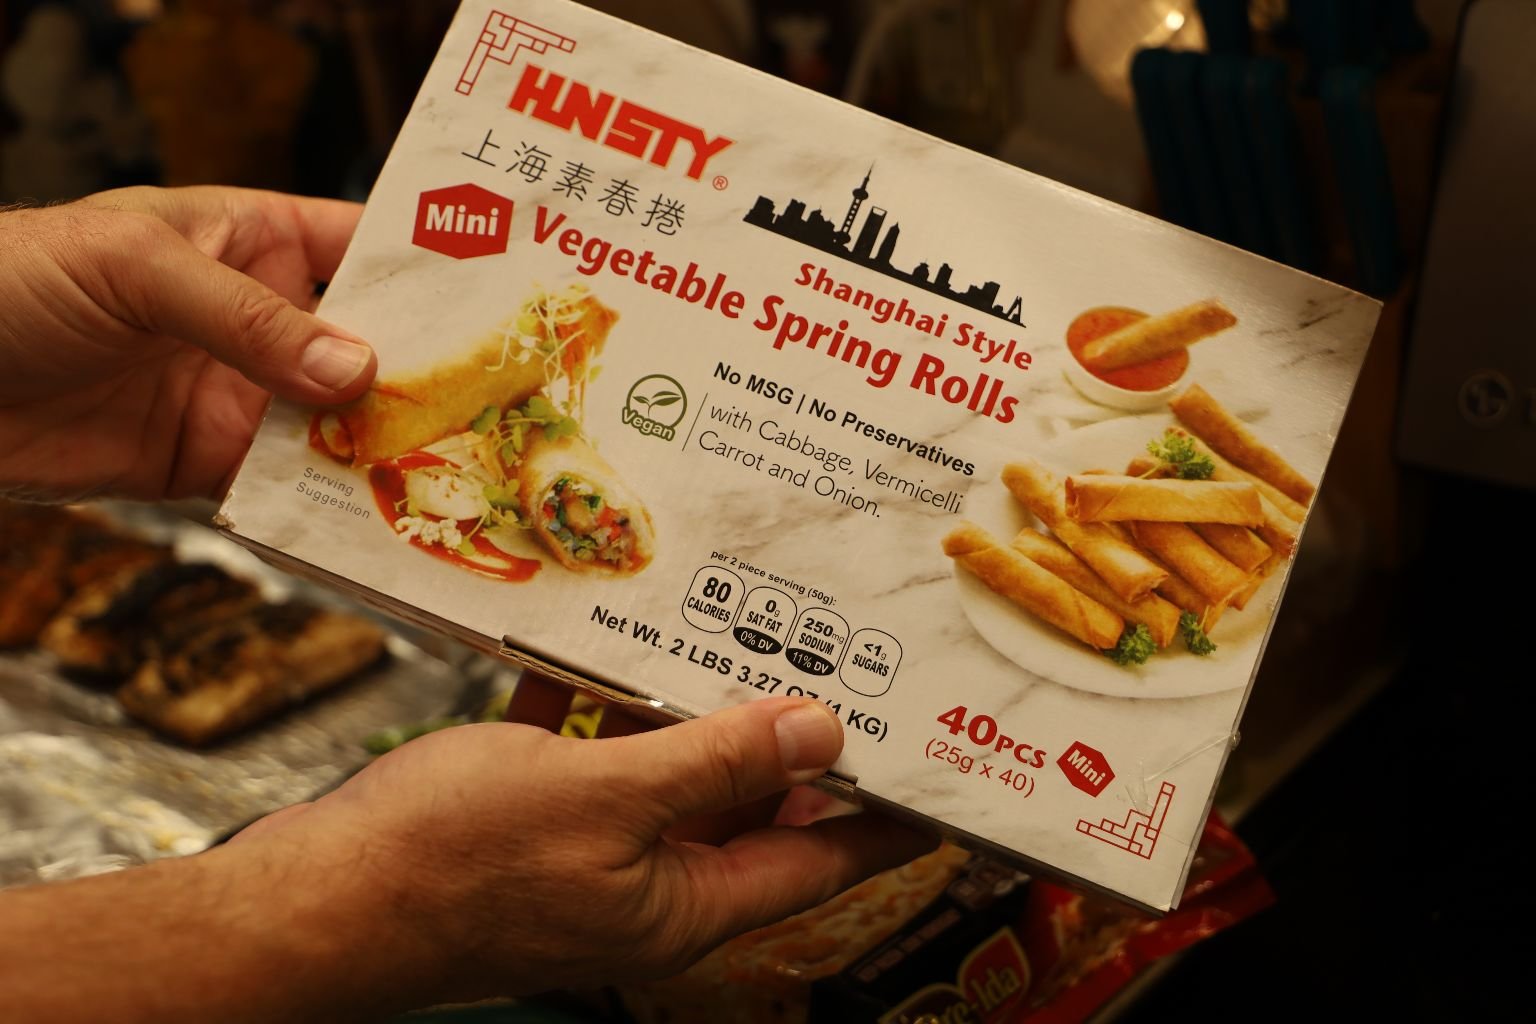 HNSTY®
上海素春捲
Mini
Vegetable Spring Rolls
Shanghai Style
No MSG | No Preservatives
Vegan
with Cabbage, Vermicelli
Carrot and Onion.
Serving
Suggestion
per 2 piece serving (50g):
80
CALORIES
0g
SAT FAT
0% DV
250mg
SODIUM
11% DV
<1g
SUGARS
Net Wt. 2 LBS 3.27 OZ (1 KG)
40PCS
(25g x 40)
Mini
Ore-Ida